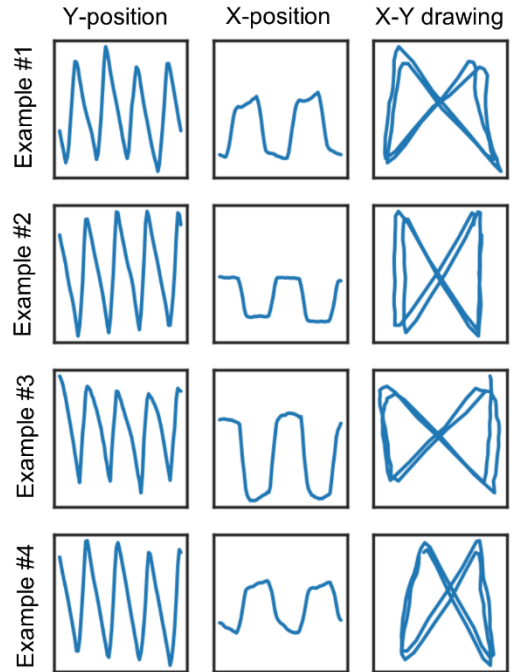 Y-position X-position X-Y drawing
Example #1
Example #2
Example #3
Example #4